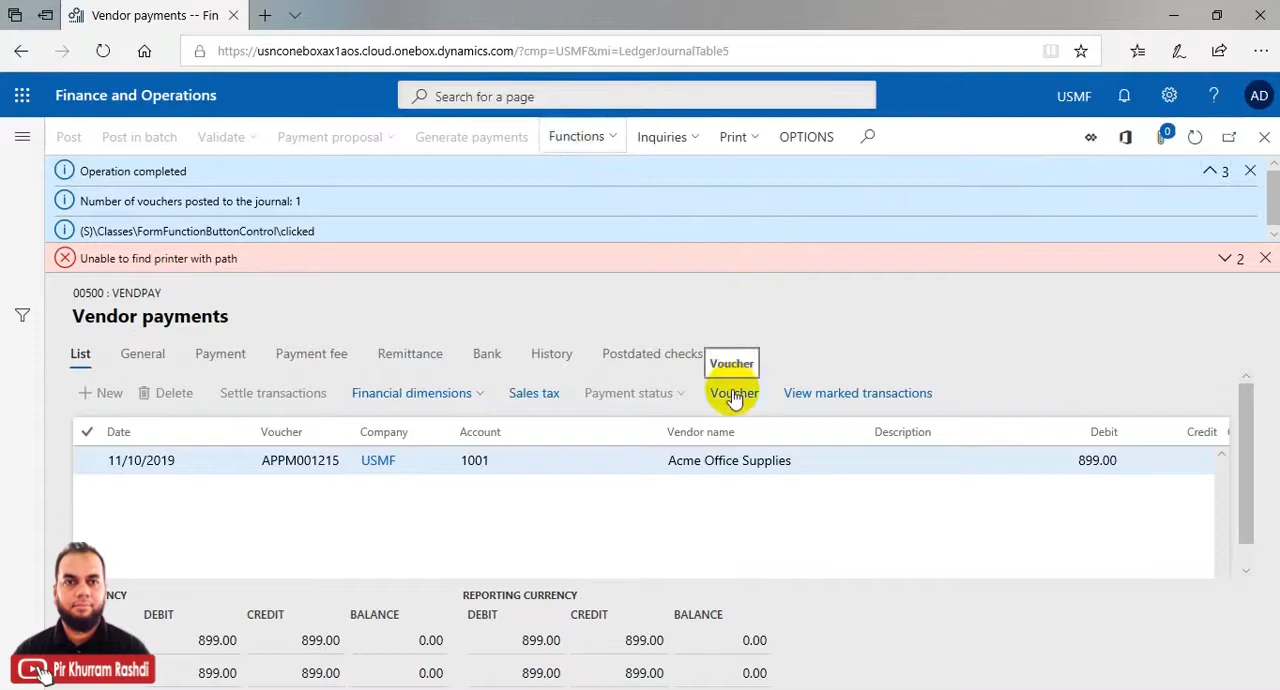 Vendor payments -- Fin
https://usnconeboxax1aos.cloud.onebox.dynamics.com/?cmp=USMF&mi=LedgerJournalTable5
Finance and Operations
Search for a page
USMF
?
AD
Post
Post in batch
Validate
Payment proposal
Generate payments
Functions
Inquiries
Print
OPTIONS
0
Operation completed
3
Number of vouchers posted to the journal: 1
(S)\Classes\FormFunctionButtonControl\clicked
Unable to find printer with path
2
00500 : VENDPAY
Vendor payments
List
General
Payment
Payment fee
Remittance
Bank
History
Postdated checks
Voucher
New
Delete
Settle transactions
Financial dimensions
Sales tax
Payment status
Voucher
View marked transactions
Date Voucher Company Account Vendor name Description Debit Credit
11/10/2019 APPM001215 USMF 1001 Acme Office Supplies 899.00
NCY
REPORTING CURRENCY
DEBIT CREDIT BALANCE DEBIT CREDIT BALANCE
899.00 899.00 0.00 899.00 899.00 0.00
899.00 899.00 0.00 899.00 899.00 0.00
Pir Khurram Rashdi